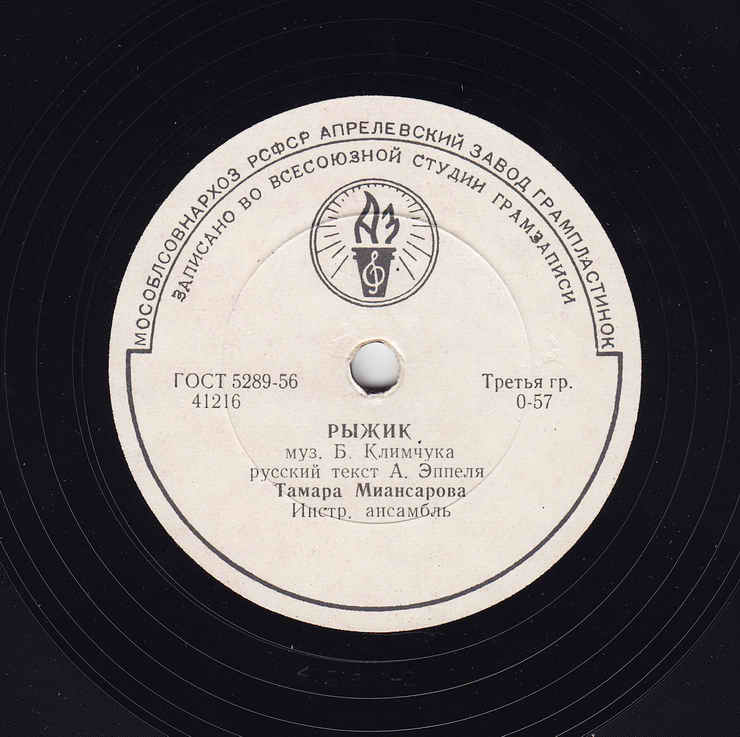 МОСОБЛСОВНАРХОЗ РСФСР АПРЕЛЕВСКИЙ ЗАВОД ГРАМПЛАСТИНОК
ЗАПИСАНО ВО ВСЕСОЮЗНОЙ СТУДИИ ГРАМЗАПИСИ
АЗ
ГОСТ 5289-56
41216
Третья гр.
0-57
РЫЖИК
муз. Б. Климчука
русский текст А. Эппеля
Тамара Миансарова
Инстр. ансамбль